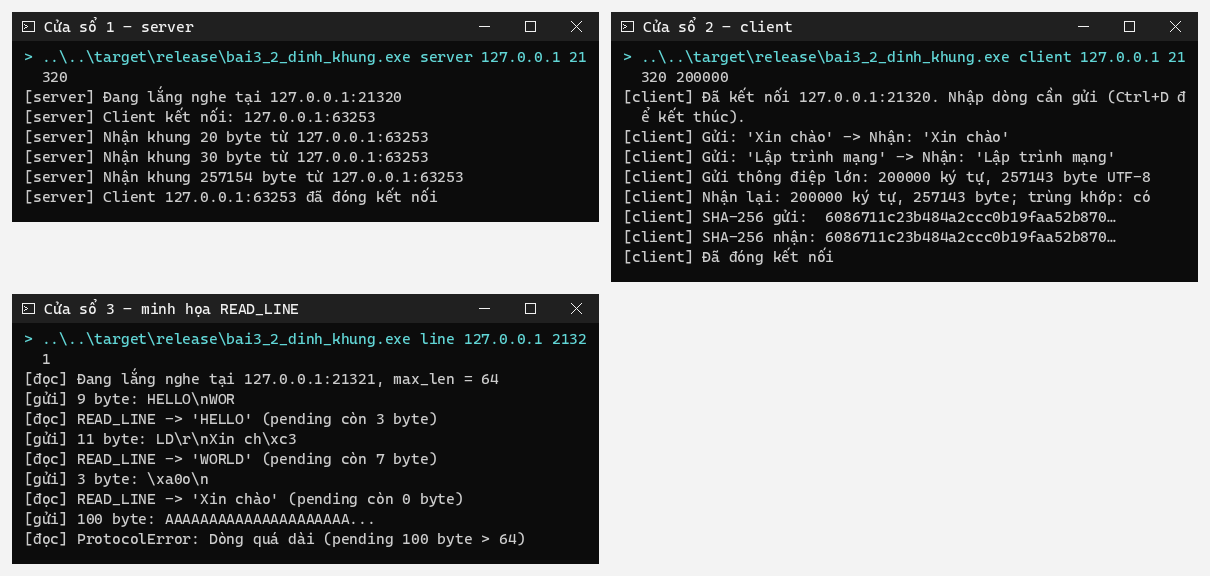 Cửa sổ 1 – server
> ..\..\target\release\bai3_2_dinh_khung.exe server 127.0.0.1 21
320
[server] Đang lắng nghe tại 127.0.0.1:21320
[server] Client kết nối: 127.0.0.1:63253
[server] Nhận khung 20 byte từ 127.0.0.1:63253
[server] Nhận khung 30 byte từ 127.0.0.1:63253
[server] Nhận khung 257154 byte từ 127.0.0.1:63253
[server] Client 127.0.0.1:63253 đã đóng kết nối
Cửa sổ 2 – client
> ..\..\target\release\bai3_2_dinh_khung.exe client 127.0.0.1 21
320 200000
[client] Đã kết nối 127.0.0.1:21320. Nhập dòng cần gửi (Ctrl+D đ
ể kết thúc).
[client] Gửi: 'Xin chào' -> Nhận: 'Xin chào'
[client] Gửi: 'Lập trình mạng' -> Nhận: 'Lập trình mạng'
[client] Gửi thông điệp lớn: 200000 ký tự, 257143 byte UTF-8
[client] Nhận lại: 200000 ký tự, 257143 byte; trùng khớp: có
[client] SHA-256 gửi:  6086711c23b484a2ccc0b19faa52b870…
[client] SHA-256 nhận: 6086711c23b484a2ccc0b19faa52b870…
[client] Đã đóng kết nối
Cửa sổ 3 – minh họa READ_LINE
> ..\..\target\release\bai3_2_dinh_khung.exe line 127.0.0.1 2132
1
[đọc] Đang lắng nghe tại 127.0.0.1:21321, max_len = 64
[gửi] 9 byte: HELLO\nWOR
[đọc] READ_LINE -> 'HELLO' (pending còn 3 byte)
[gửi] 11 byte: LD\r\nXin ch\xc3
[đọc] READ_LINE -> 'WORLD' (pending còn 7 byte)
[gửi] 3 byte: \xa0o\n
[đọc] READ_LINE -> 'Xin chào' (pending còn 0 byte)
[gửi] 100 byte: AAAAAAAAAAAAAAAAAAAAA...
[đọc] ProtocolError: Dòng quá dài (pending 100 byte > 64)